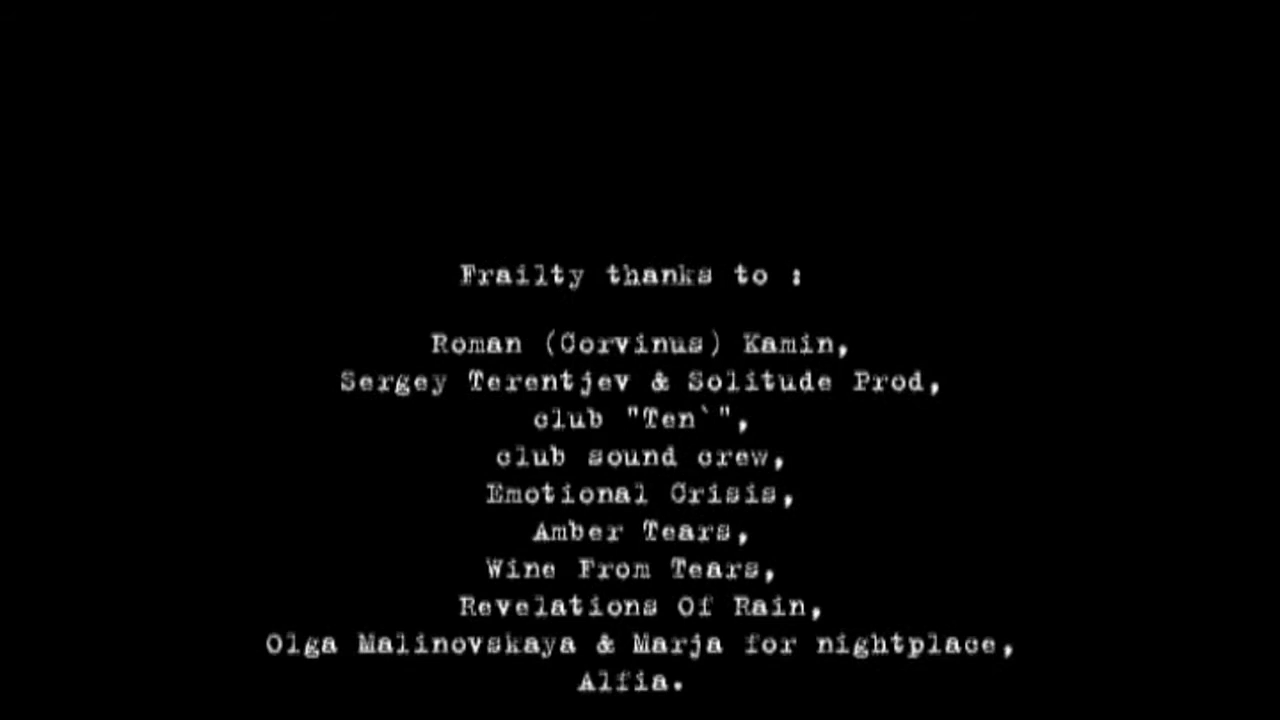 Frailty thanks to :
Roman (Corvinus) Kamin,
Sergey Terentjev & Solitude Prod,
club "Ten`",
club sound crew,
Emotional Crisis,
Amber Tears,
Wine From Tears,
Revelations Of Rain,
Olga Malinovskaya & Marja for nightplace,
Alfia.